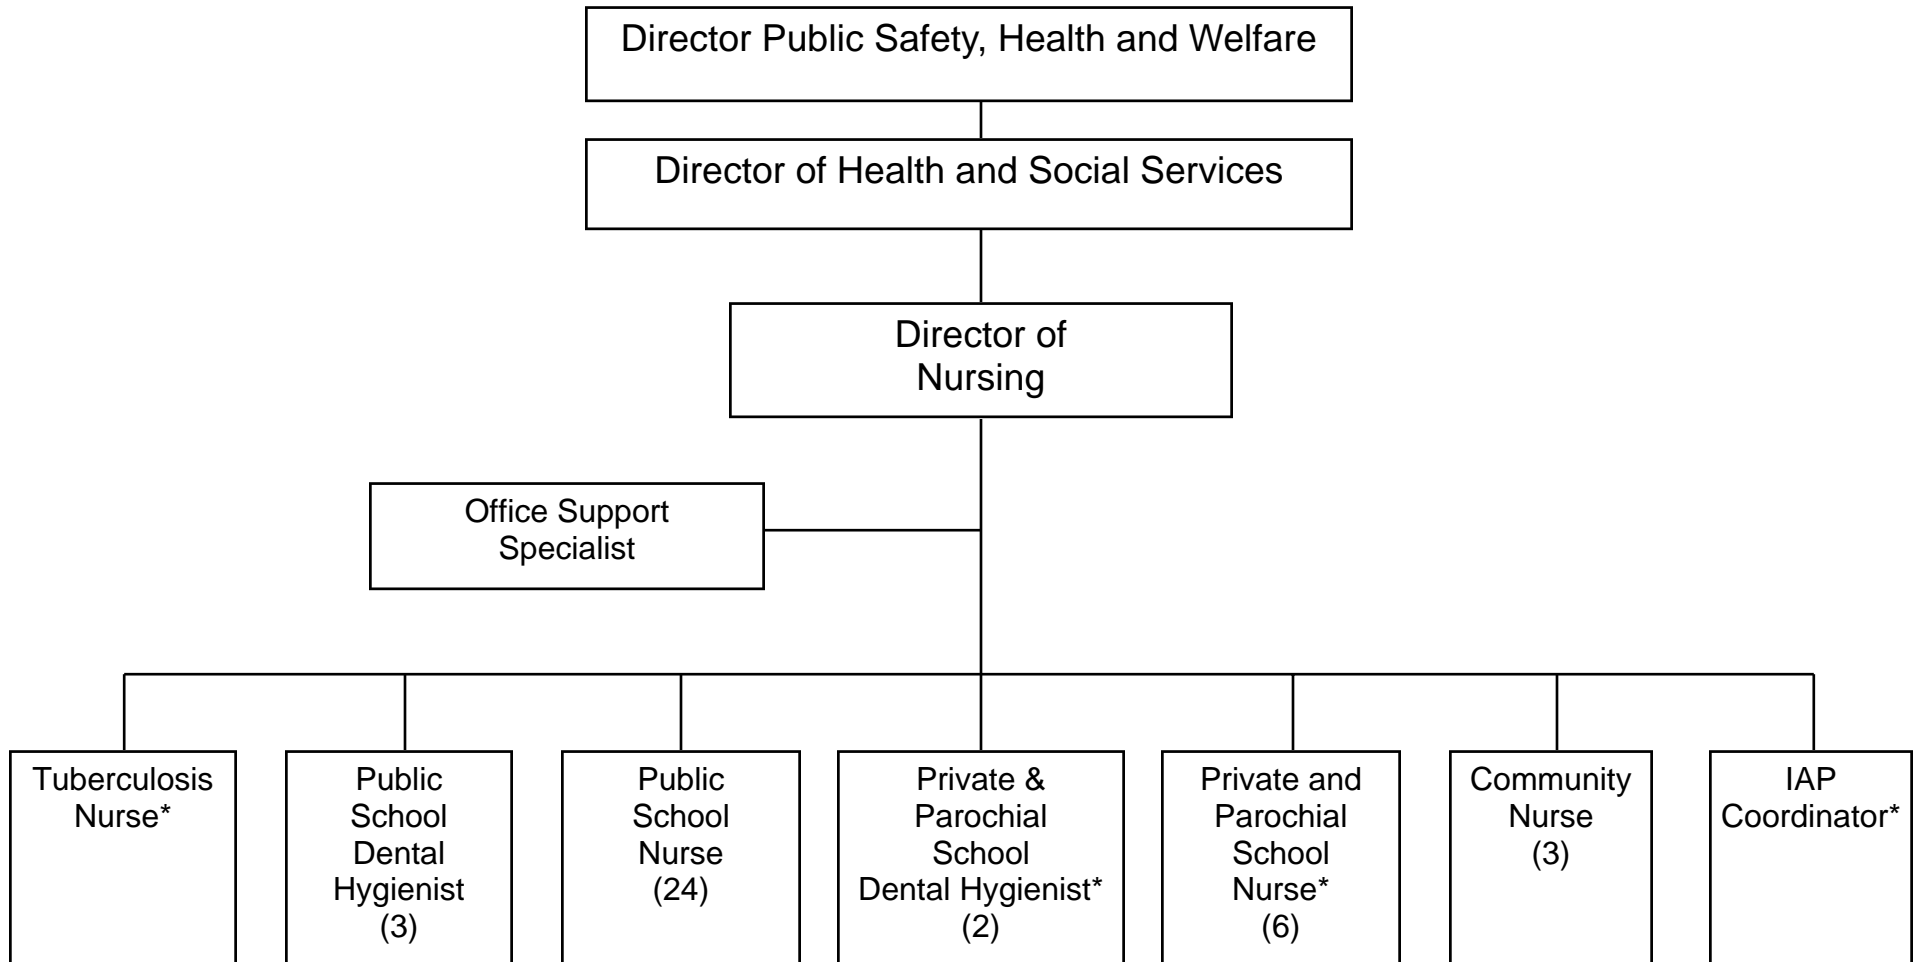 Director Public Safety, Health and Welfare
Director of Health and Social Services
Director of
Nursing
Office Support
Specialist
Tuberculosis
Nurse*
Public
School
Dental
Hygienist
(3)
Public
School
Nurse
(24)
Private &
Parochial
School
Dental Hygienist*
(2)
Private and
Parochial
School
Nurse*
(6)
Community
Nurse
(3)
IAP
Coordinator*